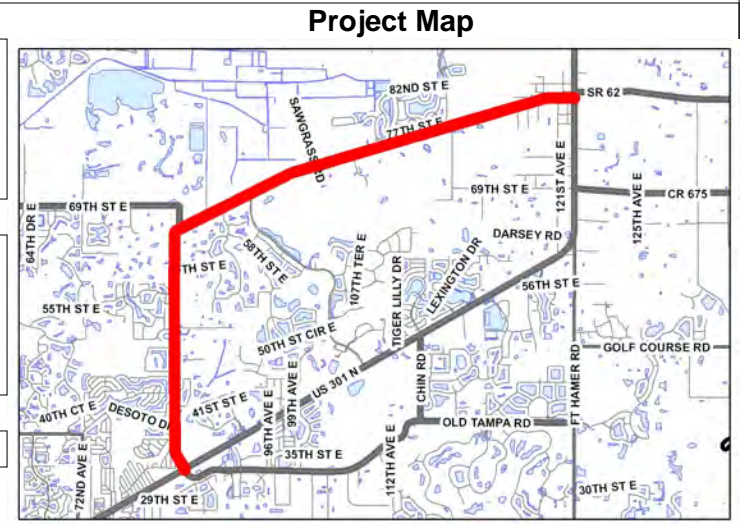 Project Map
82ND ST E
SR 62
SAWGRASS RD
77TH ST E
121ST AVE E
69TH ST E
CR 675
69TH ST E
64TH DR E
125TH AVE E
DARSEY RD
58TH ST E
TH ST E
107TH TER E
LEXINGTON DR
TIGER LILLY DR
56TH ST E
55TH ST E
50TH ST CIR E
GOLF COURSE RD
US 301 N
CHIN RD
FT HAMER RD
99TH AVE E
96TH AVE E
41ST ST E
40TH CT E
DESOTO D
OLD TAMPA RD
72ND AVE E
35TH ST E
112TH AVE E
30TH ST E
29TH ST E